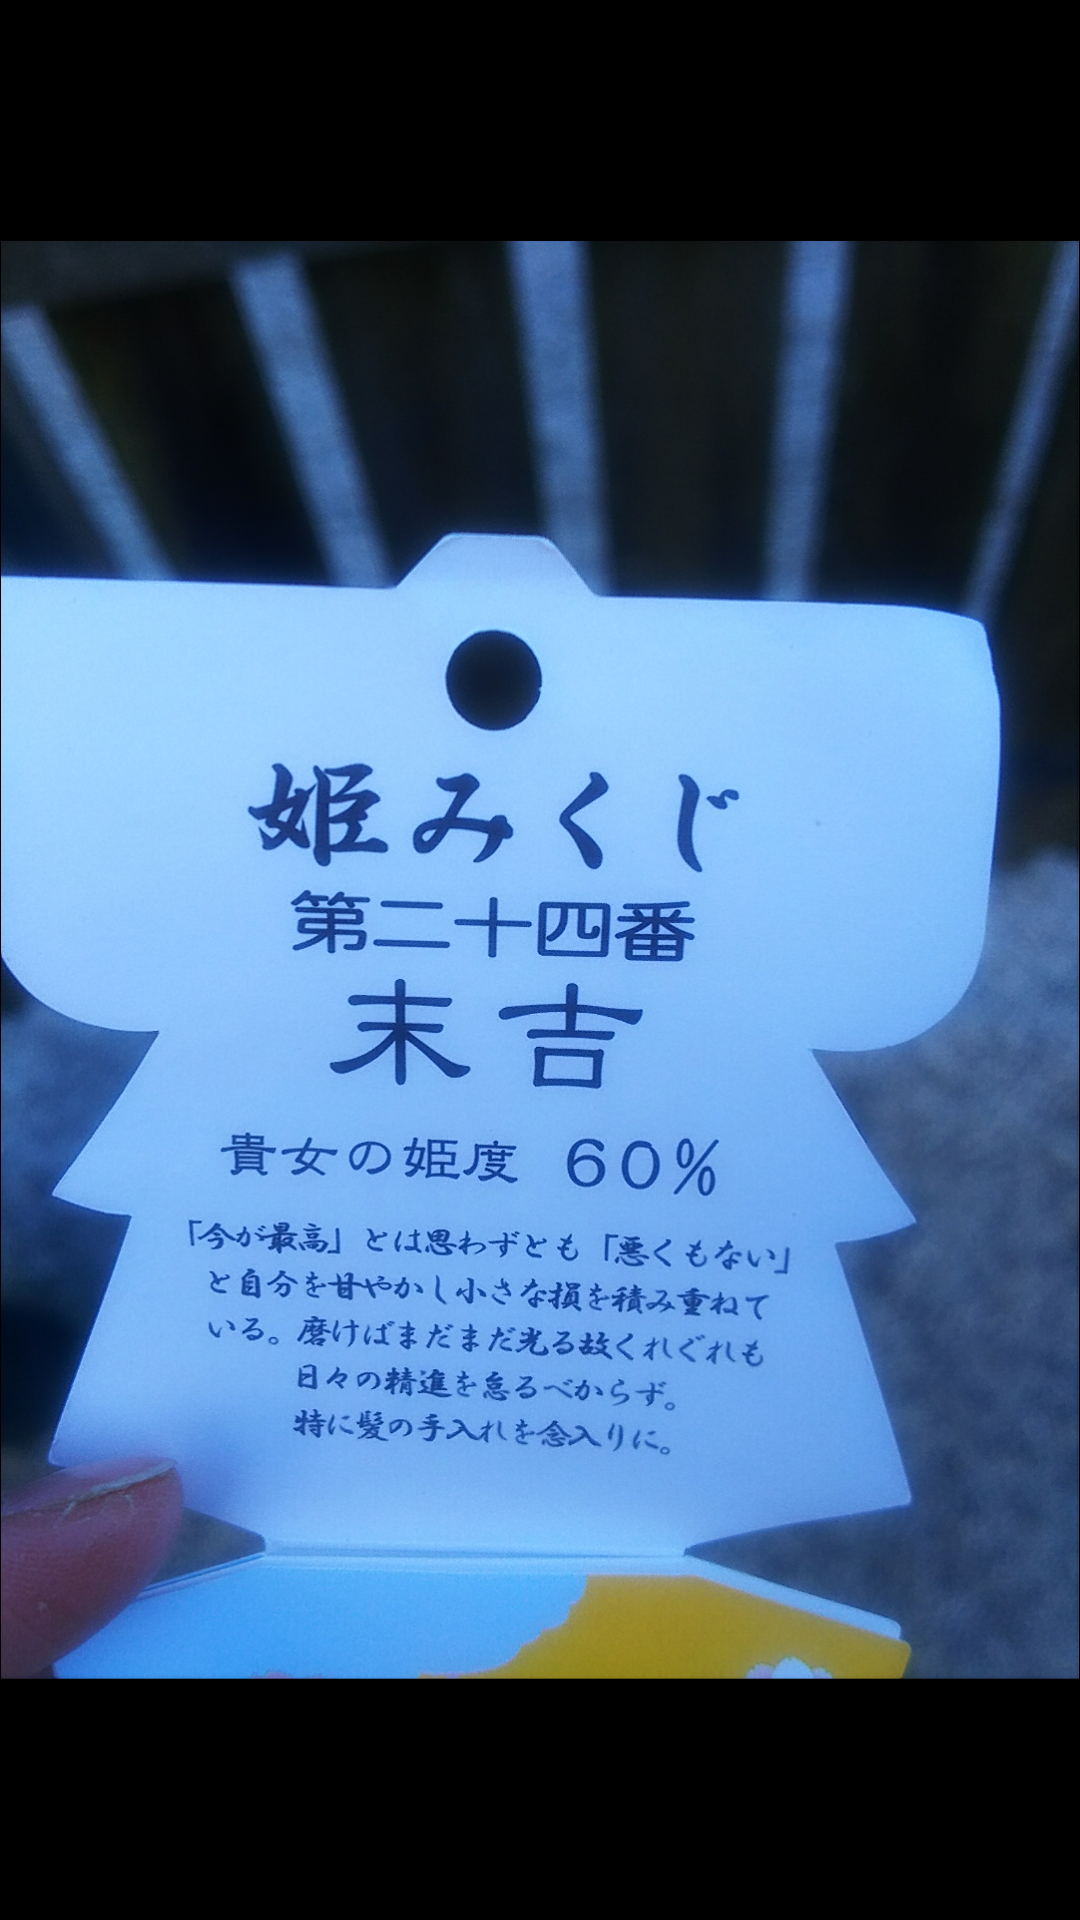 姫みくじ
第二十四番
末吉
貴女の姫度 60%
「今が最高」とは思わずとも「悪くもない」
と自分を甘やかし小さな損を積み重ねて
いる。磨けばまだまだ光る故くれぐれも
日々の精進を怠るべからず。
特に髪の手入れを念入りに。